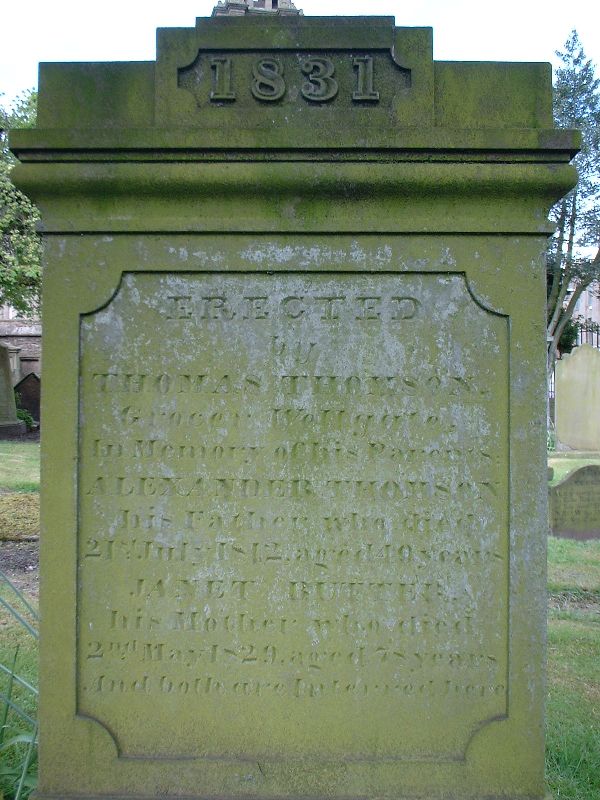 1831
ERECTED
by
THOMAS THOMSON.
Grocer Wellgate,
In Memory of his Parents.
ALEXANDER THOMSON
his Father who died
21st July aged years
JANET
his Mother who died
2nd May 1829, aged 78 years
And both are Interred here